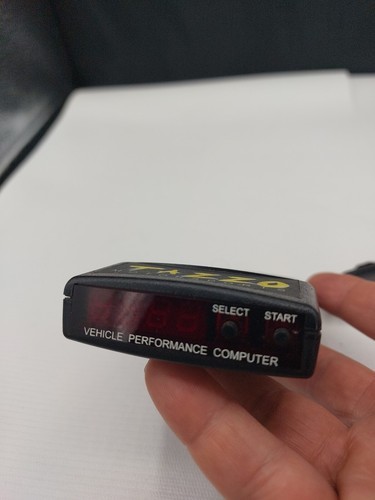 TAZZO
SELECT START
VEHICLE PERFORMANCE COMPUTER